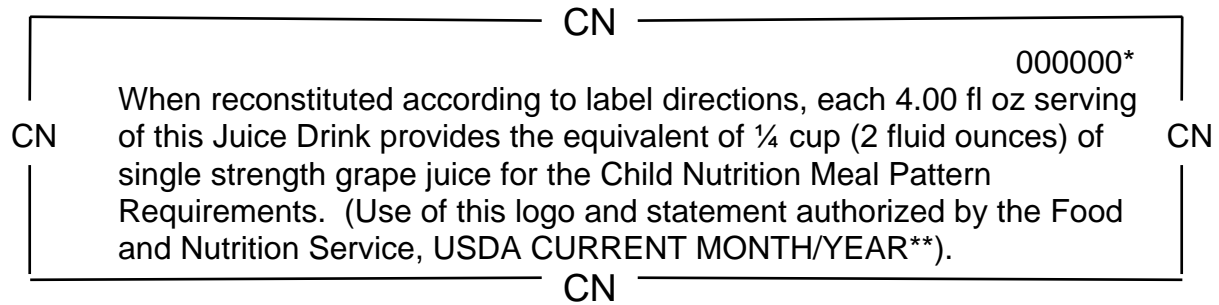 CN
000000*
When reconstituted according to label directions, each 4.00 fl oz serving
CN of this Juice Drink provides the equivalent of ¼ cup (2 fluid ounces) of CN
single strength grape juice for the Child Nutrition Meal Pattern
Requirements.  (Use of this logo and statement authorized by the Food
and Nutrition Service, USDA CURRENT MONTH/YEAR**).
CN